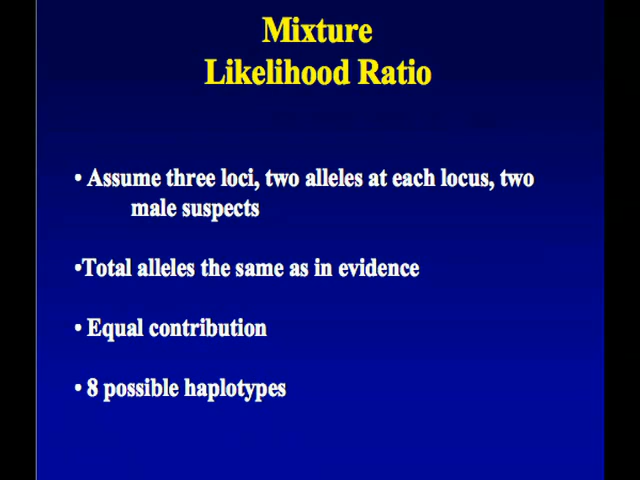 Mixture
Likelihood Ratio
• Assume three loci, two alleles at each locus, two
male suspects
•Total alleles the same as in evidence
• Equal contribution
• 8 possible haplotypes